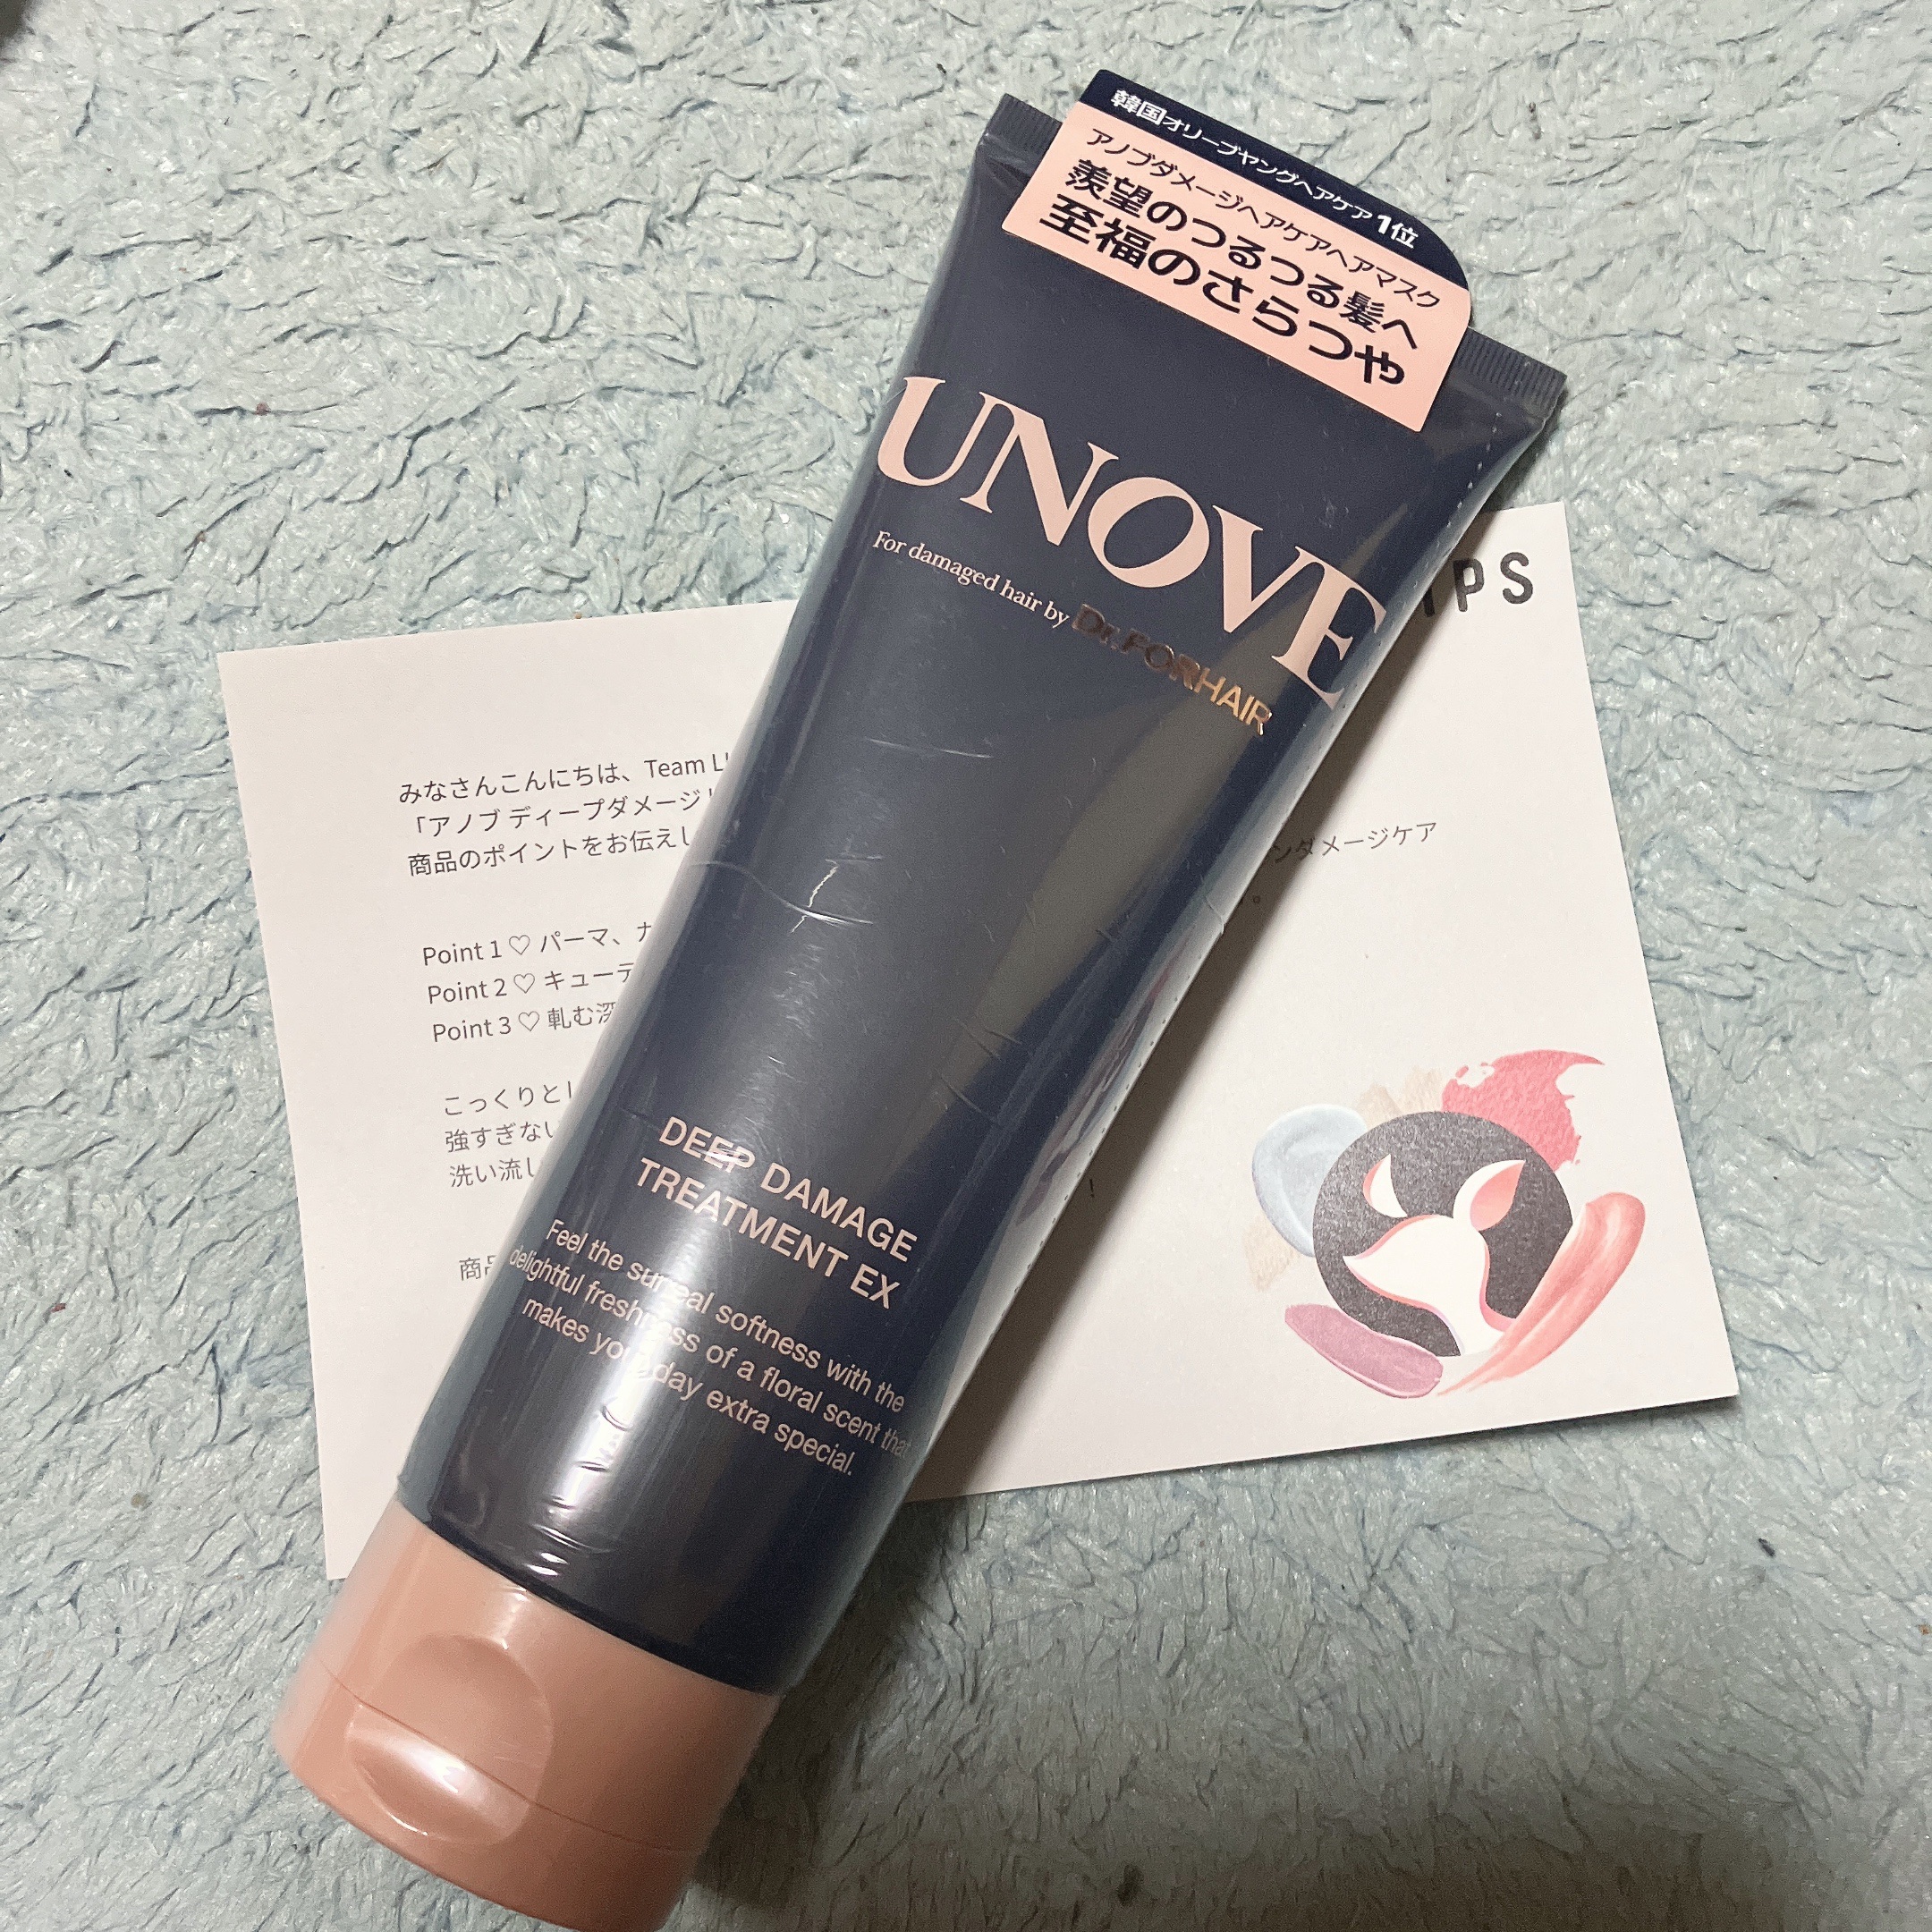 韓国オリーブヤングヘアケア1位
アノブダメージヘアケアヘアマスク
羨望のつるつる髪へ
至福のさらつや
UNOVE
For damaged hair by Dr.FORHAIR
DEEP DAMAGE
TREATMENT EX
Feel the surreal softness with the
delightful freshness of a floral scent that
makes your day extra special.
IPS
みなさんこんにちは、Team LI
「アノブ ディープダメージ
ンダメージケア
商品のポイントをお伝えし
。
Point 1 ♡ パーマ、カ
Point 2 ♡ キューテ
Point 3 ♡ 軋む深
こっくりとし
強すぎない
洗い流し
!
商品